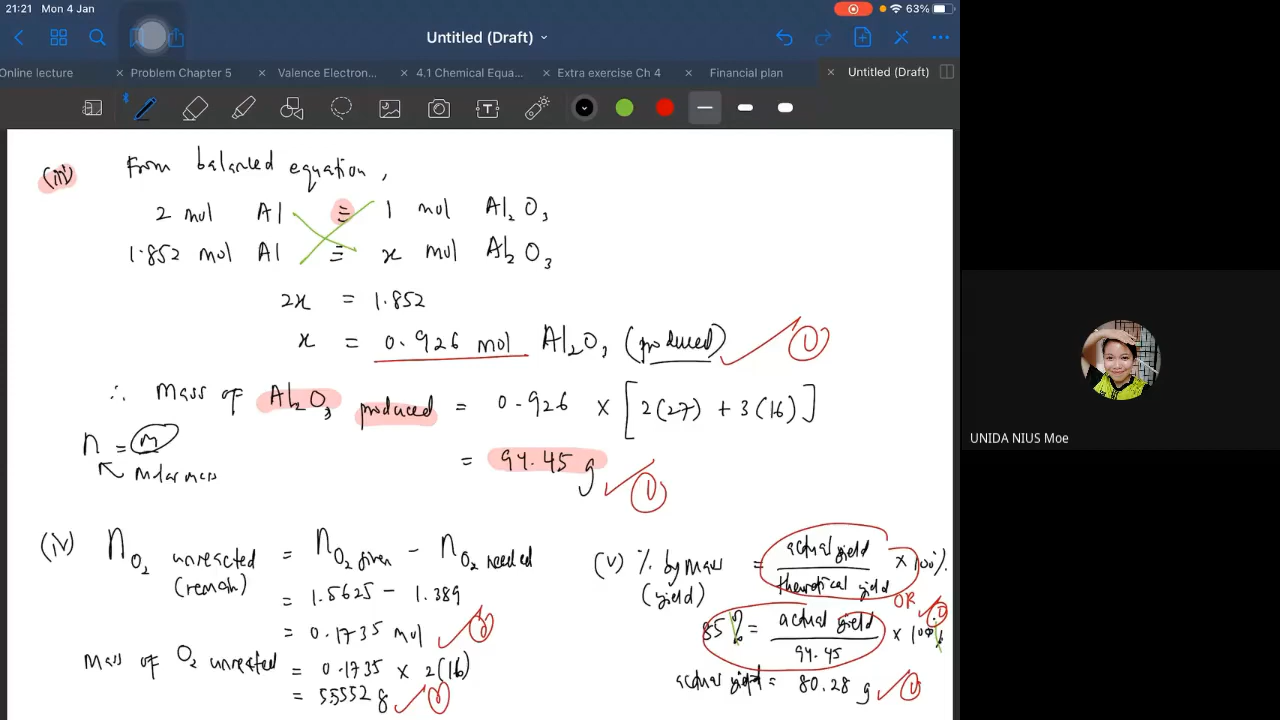 21:21 Mon 4 Jan
63%
Untitled (Draft)
Online lecture
Problem Chapter 5
Valence Electron...
4.1 Chemical Equa...
Extra exercise Ch 4
Financial plan
Untitled (Draft)
(iii) From balanced equation,
2 mol Al ≡ 1 mol Al₂O₃
1.852 mol Al ≡ x mol Al₂O₃
2x = 1.852
x = 0.926 mol Al₂O₃ (produced) ①
∴ Mass of Al₂O₃ produced = 0.926 × [2(27) + 3(16)]
n = m
Molar mass
= 94.45 g ①
(iv) n O₂ unreacted (remain) = n O₂ given − n O₂ needed
= 1.5625 − 1.389
= 0.1735 mol
Mass of O₂ unreacted = 0.1735 × 2(16)
= 5.5552 g
(v) % by mass (yield) = actual yield / theoretical yield × 100%
OR ①
85% = actual yield / 94.45 × 100%
actual yield = 80.28 g ①
UNIDA NIUS Moe